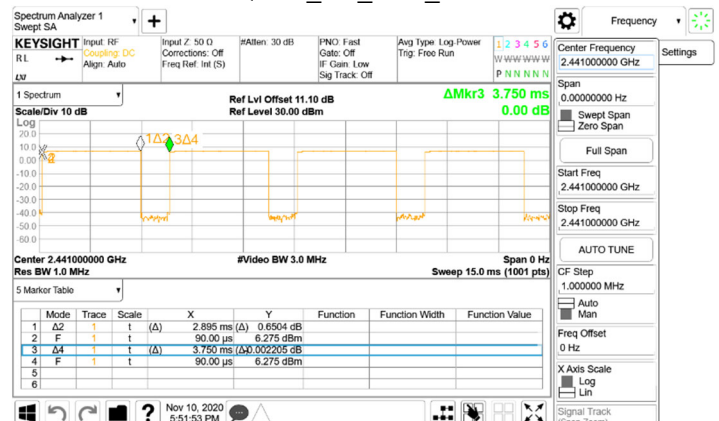 Spectrum Analyzer 1
Swept SA
Frequency
KEYSIGHT
RL
LXI
Input: RF
Coupling: DC
Align: Auto
Input Z: 50 Ω
Corrections: Off
Freq Ref: Int (S)
#Atten: 30 dB
PNO: Fast
Gate: Off
IF Gain: Low
Sig Track: Off
Avg Type: Log-Power
Trig: Free Run
1 2 3 4 5 6
W W W W W W
P N N N N N
Center Frequency
2.441000000 GHz
Settings
Span
0.00000000 Hz
Swept Span
Zero Span
Full Span
Start Freq
2.441000000 GHz
Stop Freq
2.441000000 GHz
AUTO TUNE
CF Step
1.000000 MHz
Auto
Man
Freq Offset
0 Hz
X Axis Scale
Log
Lin
Signal Track
(Span Zoom)
1 Spectrum
Scale/Div 10 dB
Ref Lvl Offset 11.10 dB
Ref Level 30.00 dBm
ΔMkr3 3.750 ms
0.00 dB
Log
20.0
10.0
0.00
-10.0
-20.0
-30.0
-40.0
-50.0
-60.0
1Δ2 3Δ4
Center 2.441000000 GHz
Res BW 1.0 MHz
#Video BW 3.0 MHz
Span 0 Hz
Sweep 15.0 ms (1001 pts)
5 Marker Table
Mode Trace Scale X Y Function Function Width Function Value
1 Δ2 1 t (Δ) 2.895 ms (Δ) 0.6504 dB
2 F 1 t 90.00 µs 6.275 dBm
3 Δ4 1 t (Δ) 3.750 ms (Δ) -0.002205 dB
4 F 1 t 90.00 µs 6.275 dBm
5
6
?
Nov 10, 2020
5:51:53 PM